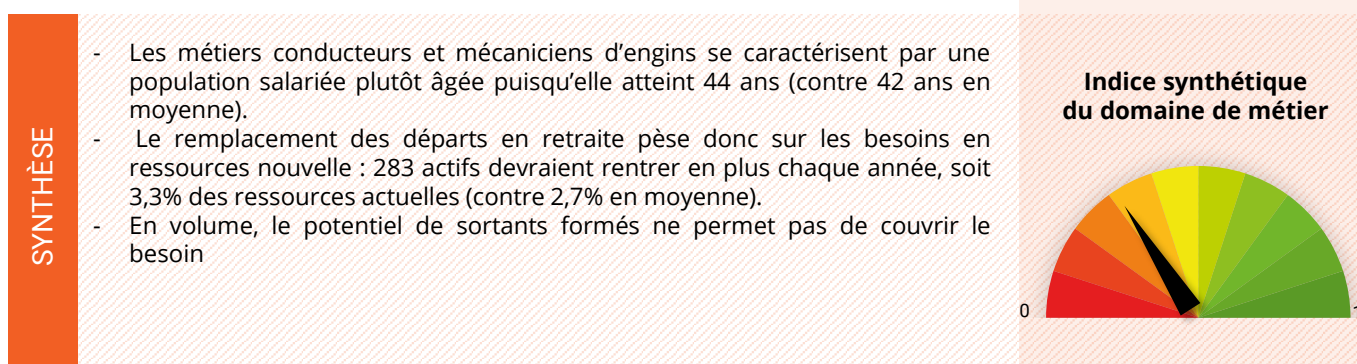 SYNTHÈSE
- Les métiers conducteurs et mécaniciens d'engins se caractérisent par une
population salariée plutôt âgée puisqu'elle atteint 44 ans (contre 42 ans en
moyenne).
- Le remplacement des départs en retraite pèse donc sur les besoins en
ressources nouvelle : 283 actifs devraient rentrer en plus chaque année, soit
3,3% des ressources actuelles (contre 2,7% en moyenne).
- En volume, le potentiel de sortants formés ne permet pas de couvrir le
besoin
Indice synthétique
du domaine de métier
0